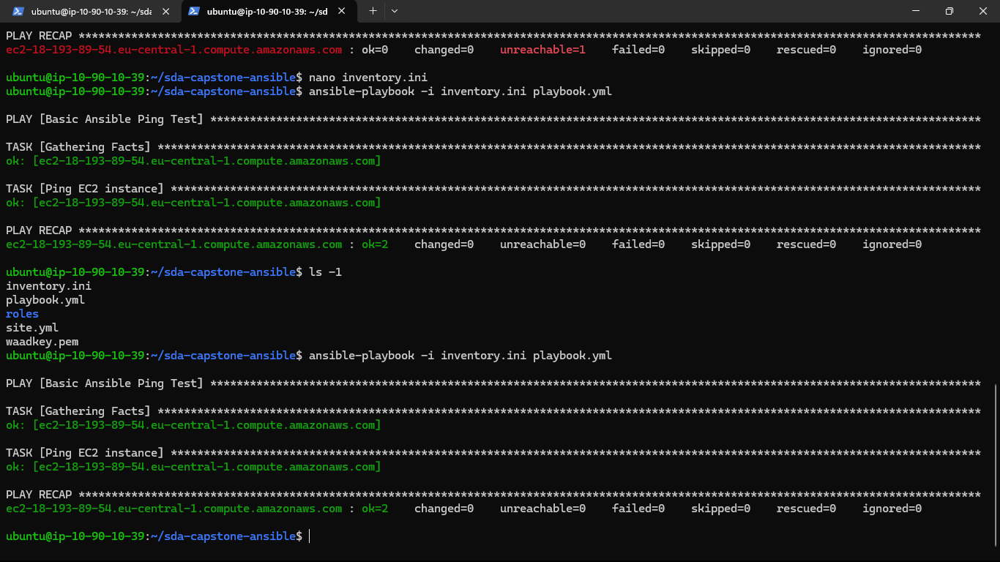 ubuntu@ip-10-90-10-39: ~/sda
ubuntu@ip-10-90-10-39: ~/sd
PLAY RECAP *****************************************************************************************************************************************
ec2-18-193-89-54.eu-central-1.compute.amazonaws.com : ok=0    changed=0    unreachable=1    failed=0    skipped=0    rescued=0    ignored=0
ubuntu@ip-10-90-10-39:~/sda-capstone-ansible$ nano inventory.ini
ubuntu@ip-10-90-10-39:~/sda-capstone-ansible$ ansible-playbook -i inventory.ini playbook.yml
PLAY [Basic Ansible Ping Test] *********************************************************************************************************************
TASK [Gathering Facts] *****************************************************************************************************************************
ok: [ec2-18-193-89-54.eu-central-1.compute.amazonaws.com]
TASK [Ping EC2 instance] ***************************************************************************************************************************
ok: [ec2-18-193-89-54.eu-central-1.compute.amazonaws.com]
PLAY RECAP *****************************************************************************************************************************************
ec2-18-193-89-54.eu-central-1.compute.amazonaws.com : ok=2    changed=0    unreachable=0    failed=0    skipped=0    rescued=0    ignored=0
ubuntu@ip-10-90-10-39:~/sda-capstone-ansible$ ls -1
inventory.ini
playbook.yml
roles
site.yml
waadkey.pem
ubuntu@ip-10-90-10-39:~/sda-capstone-ansible$ ansible-playbook -i inventory.ini playbook.yml
PLAY [Basic Ansible Ping Test] *********************************************************************************************************************
TASK [Gathering Facts] *****************************************************************************************************************************
ok: [ec2-18-193-89-54.eu-central-1.compute.amazonaws.com]
TASK [Ping EC2 instance] ***************************************************************************************************************************
ok: [ec2-18-193-89-54.eu-central-1.compute.amazonaws.com]
PLAY RECAP *****************************************************************************************************************************************
ec2-18-193-89-54.eu-central-1.compute.amazonaws.com : ok=2    changed=0    unreachable=0    failed=0    skipped=0    rescued=0    ignored=0
ubuntu@ip-10-90-10-39:~/sda-capstone-ansible$